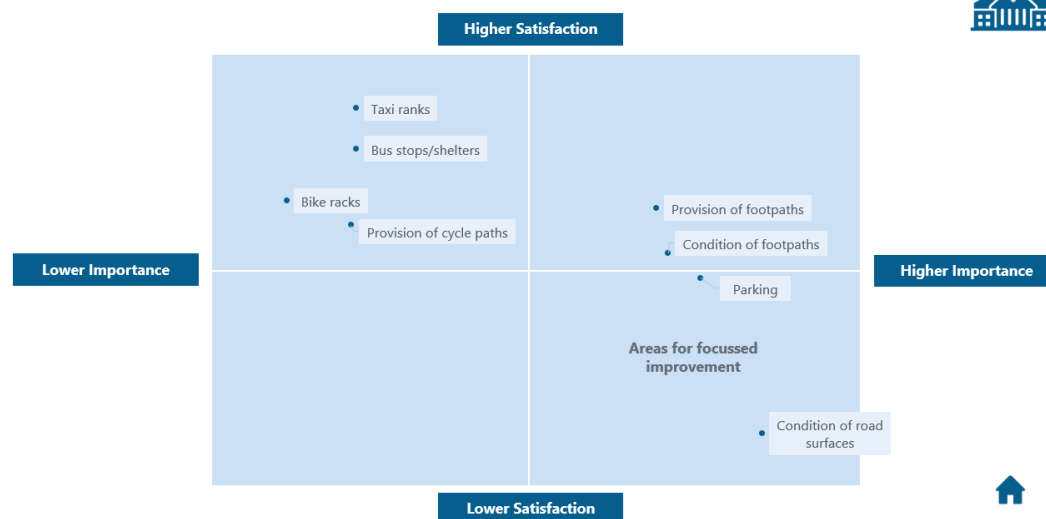 Higher Satisfaction
Taxi ranks
Bus stops/shelters
Bike racks
Provision of footpaths
Provision of cycle paths
Condition of footpaths
Lower Importance
Higher Importance
Parking
Areas for focussed
improvement
Condition of road
surfaces
Lower Satisfaction